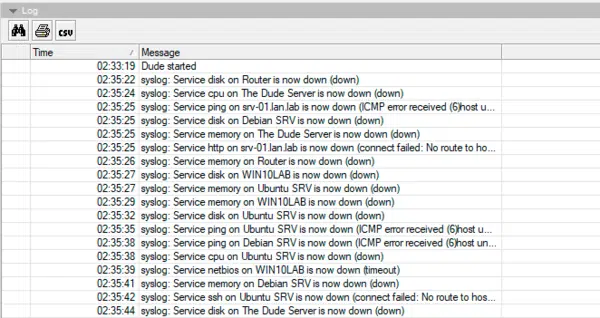 Log
CSV
Time / Message
02:33:19 Dude started
02:35:22 syslog: Service disk on Router is now down (down)
02:35:24 syslog: Service cpu on The Dude Server is now down (down)
02:35:25 syslog: Service ping on srv-01.lan.lab is now down (ICMP error received (6)host u...
02:35:25 syslog: Service disk on Debian SRV is now down (down)
02:35:25 syslog: Service memory on The Dude Server is now down (down)
02:35:25 syslog: Service http on srv-01.lan.lab is now down (connect failed: No route to ho...
02:35:26 syslog: Service memory on Router is now down (down)
02:35:27 syslog: Service disk on WIN10LAB is now down (down)
02:35:27 syslog: Service memory on Ubuntu SRV is now down (down)
02:35:29 syslog: Service memory on WIN10LAB is now down (down)
02:35:32 syslog: Service disk on Ubuntu SRV is now down (down)
02:35:35 syslog: Service ping on Ubuntu SRV is now down (ICMP error received (6)host un...
02:35:38 syslog: Service ping on Debian SRV is now down (ICMP error received (6)host un...
02:35:38 syslog: Service cpu on Ubuntu SRV is now down (down)
02:35:39 syslog: Service netbios on WIN10LAB is now down (timeout)
02:35:41 syslog: Service memory on Debian SRV is now down (down)
02:35:42 syslog: Service ssh on Ubuntu SRV is now down (connect failed: No route to hos...
02:35:44 syslog: Service disk on The Dude Server is now down (down)